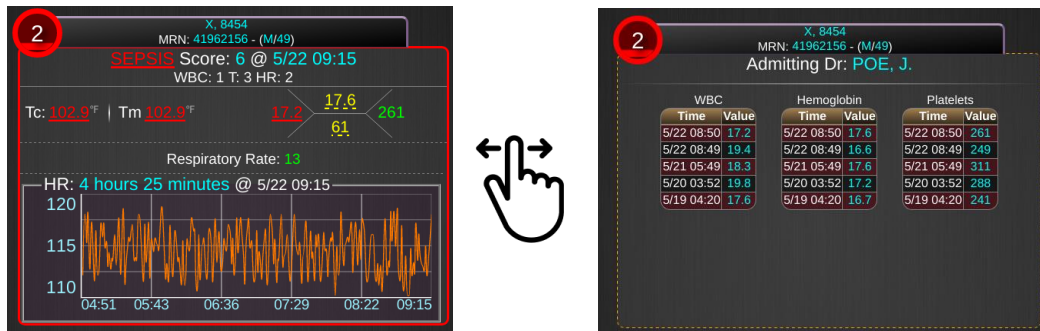 2
X, 8454
MRN: 41962156 - (M/49)
SEPSIS Score: 6 @ 5/22 09:15
WBC: 1 T: 3 HR: 2
Tc: 102.9°F | Tm 102.9°F
17.2 17.6 261
61
Respiratory Rate: 13
HR: 4 hours 25 minutes @ 5/22 09:15
120
115
110
04:51 05:43 06:36 07:29 08:22 09:15
2
X, 8454
MRN: 41962156 - (M/49)
Admitting Dr: POE, J.
WBC Hemoglobin Platelets
Time Value Time Value Time Value
5/22 08:50 17.2 5/22 08:50 17.6 5/22 08:50 261
5/22 08:49 19.4 5/22 08:49 16.6 5/22 08:49 249
5/21 05:49 18.3 5/21 05:49 17.6 5/21 05:49 311
5/20 03:52 19.8 5/20 03:52 17.2 5/20 03:52 288
5/19 04:20 17.6 5/19 04:20 16.7 5/19 04:20 241